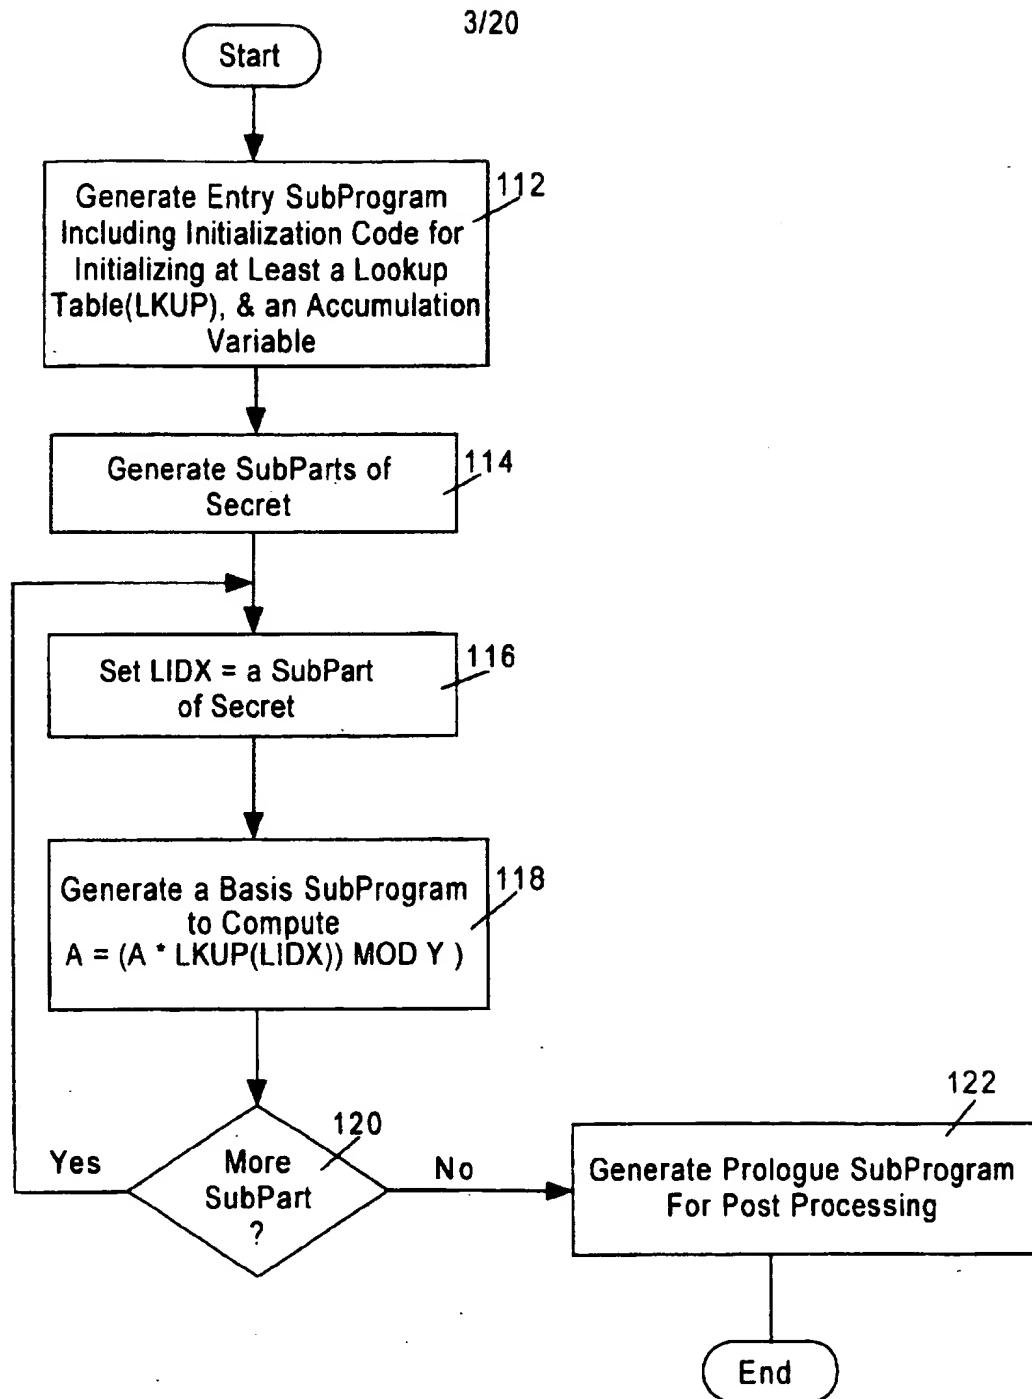 3/20
Start
112
Generate Entry SubProgram
Including Initialization Code for
Initializing at Least a Lookup
Table(LKUP), & an Accumulation
Variable
114
Generate SubParts of
Secret
116
Set LIDX = a SubPart
of Secret
118
Generate a Basis SubProgram
to Compute
A = (A * LKUP(LIDX)) MOD Y )
120
More
SubPart
?
Yes
No
122
Generate Prologue SubProgram
For Post Processing
End